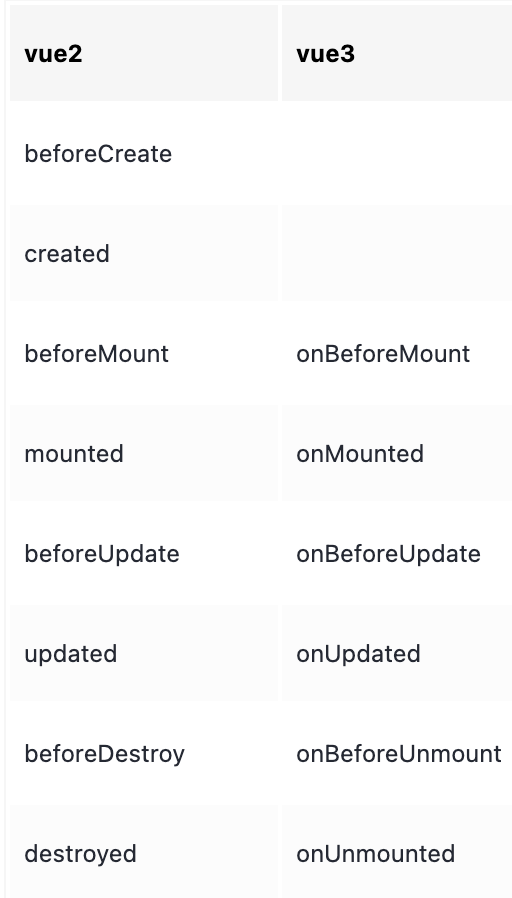 vue2 vue3
beforeCreate
created
beforeMount onBeforeMount
mounted onMounted
beforeUpdate onBeforeUpdate
updated onUpdated
beforeDestroy onBeforeUnmount
destroyed onUnmounted